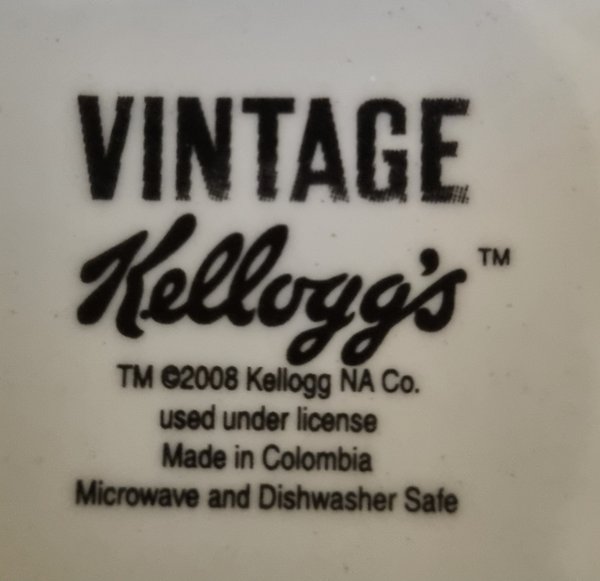 VINTAGE
Kellogg's™
TM ©2008 Kellogg NA Co.
used under license
Made in Colombia
Microwave and Dishwasher Safe